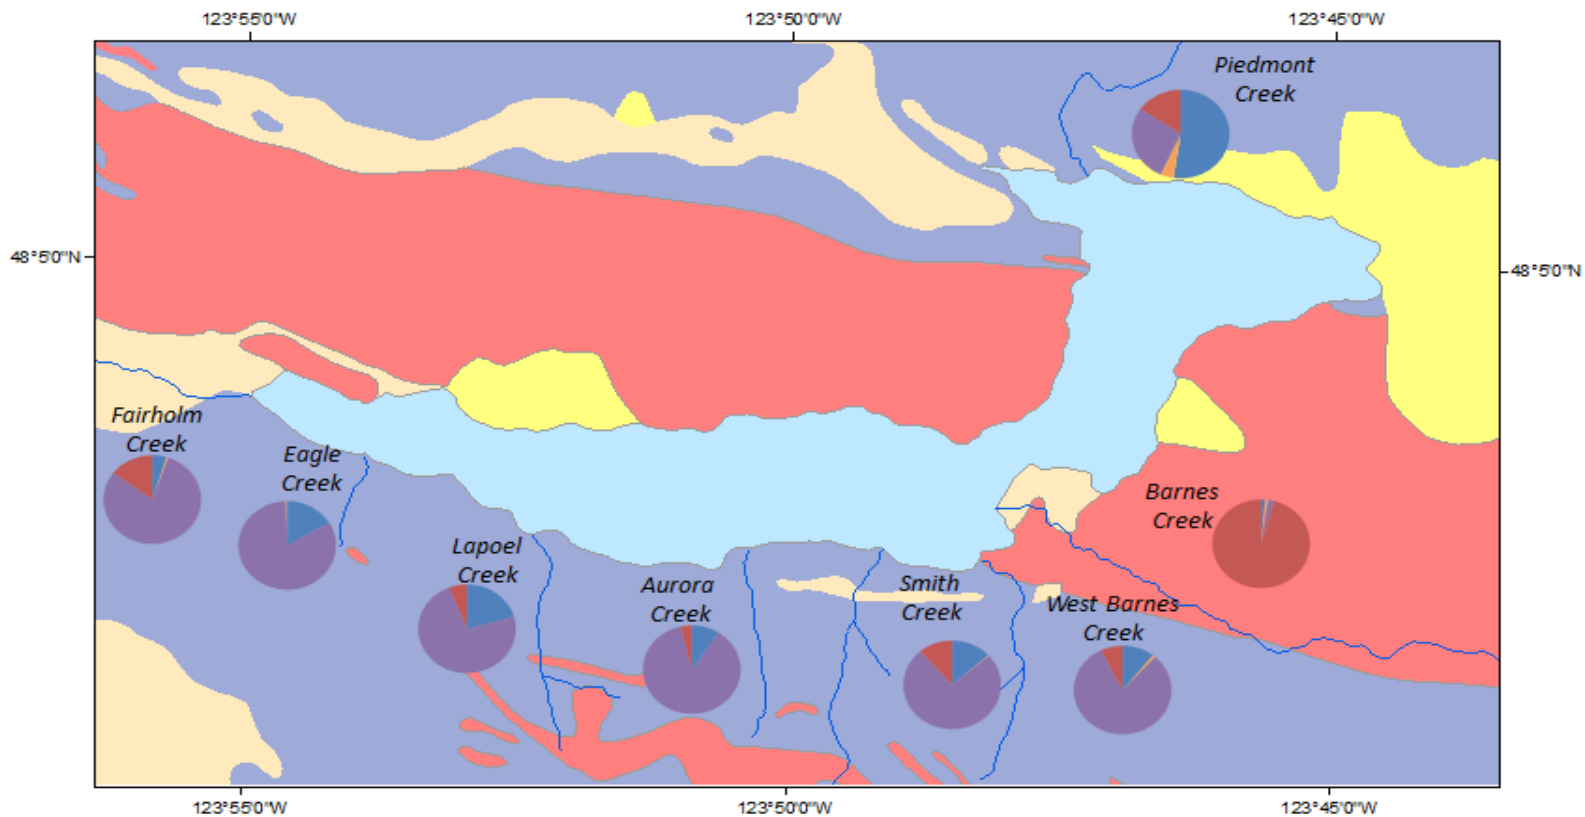 123°55'0"W
123°50'0"W
123°45'0"W
Piedmont
Creek
48°5'0"N
48°5'0"N
Fairholm
Creek
Eagle
Creek
Lapoel
Creek
Aurora
Creek
Smith
Creek
West Barnes
Creek
Barnes
Creek
123°55'0"W
123°50'0"W
123°45'0"W